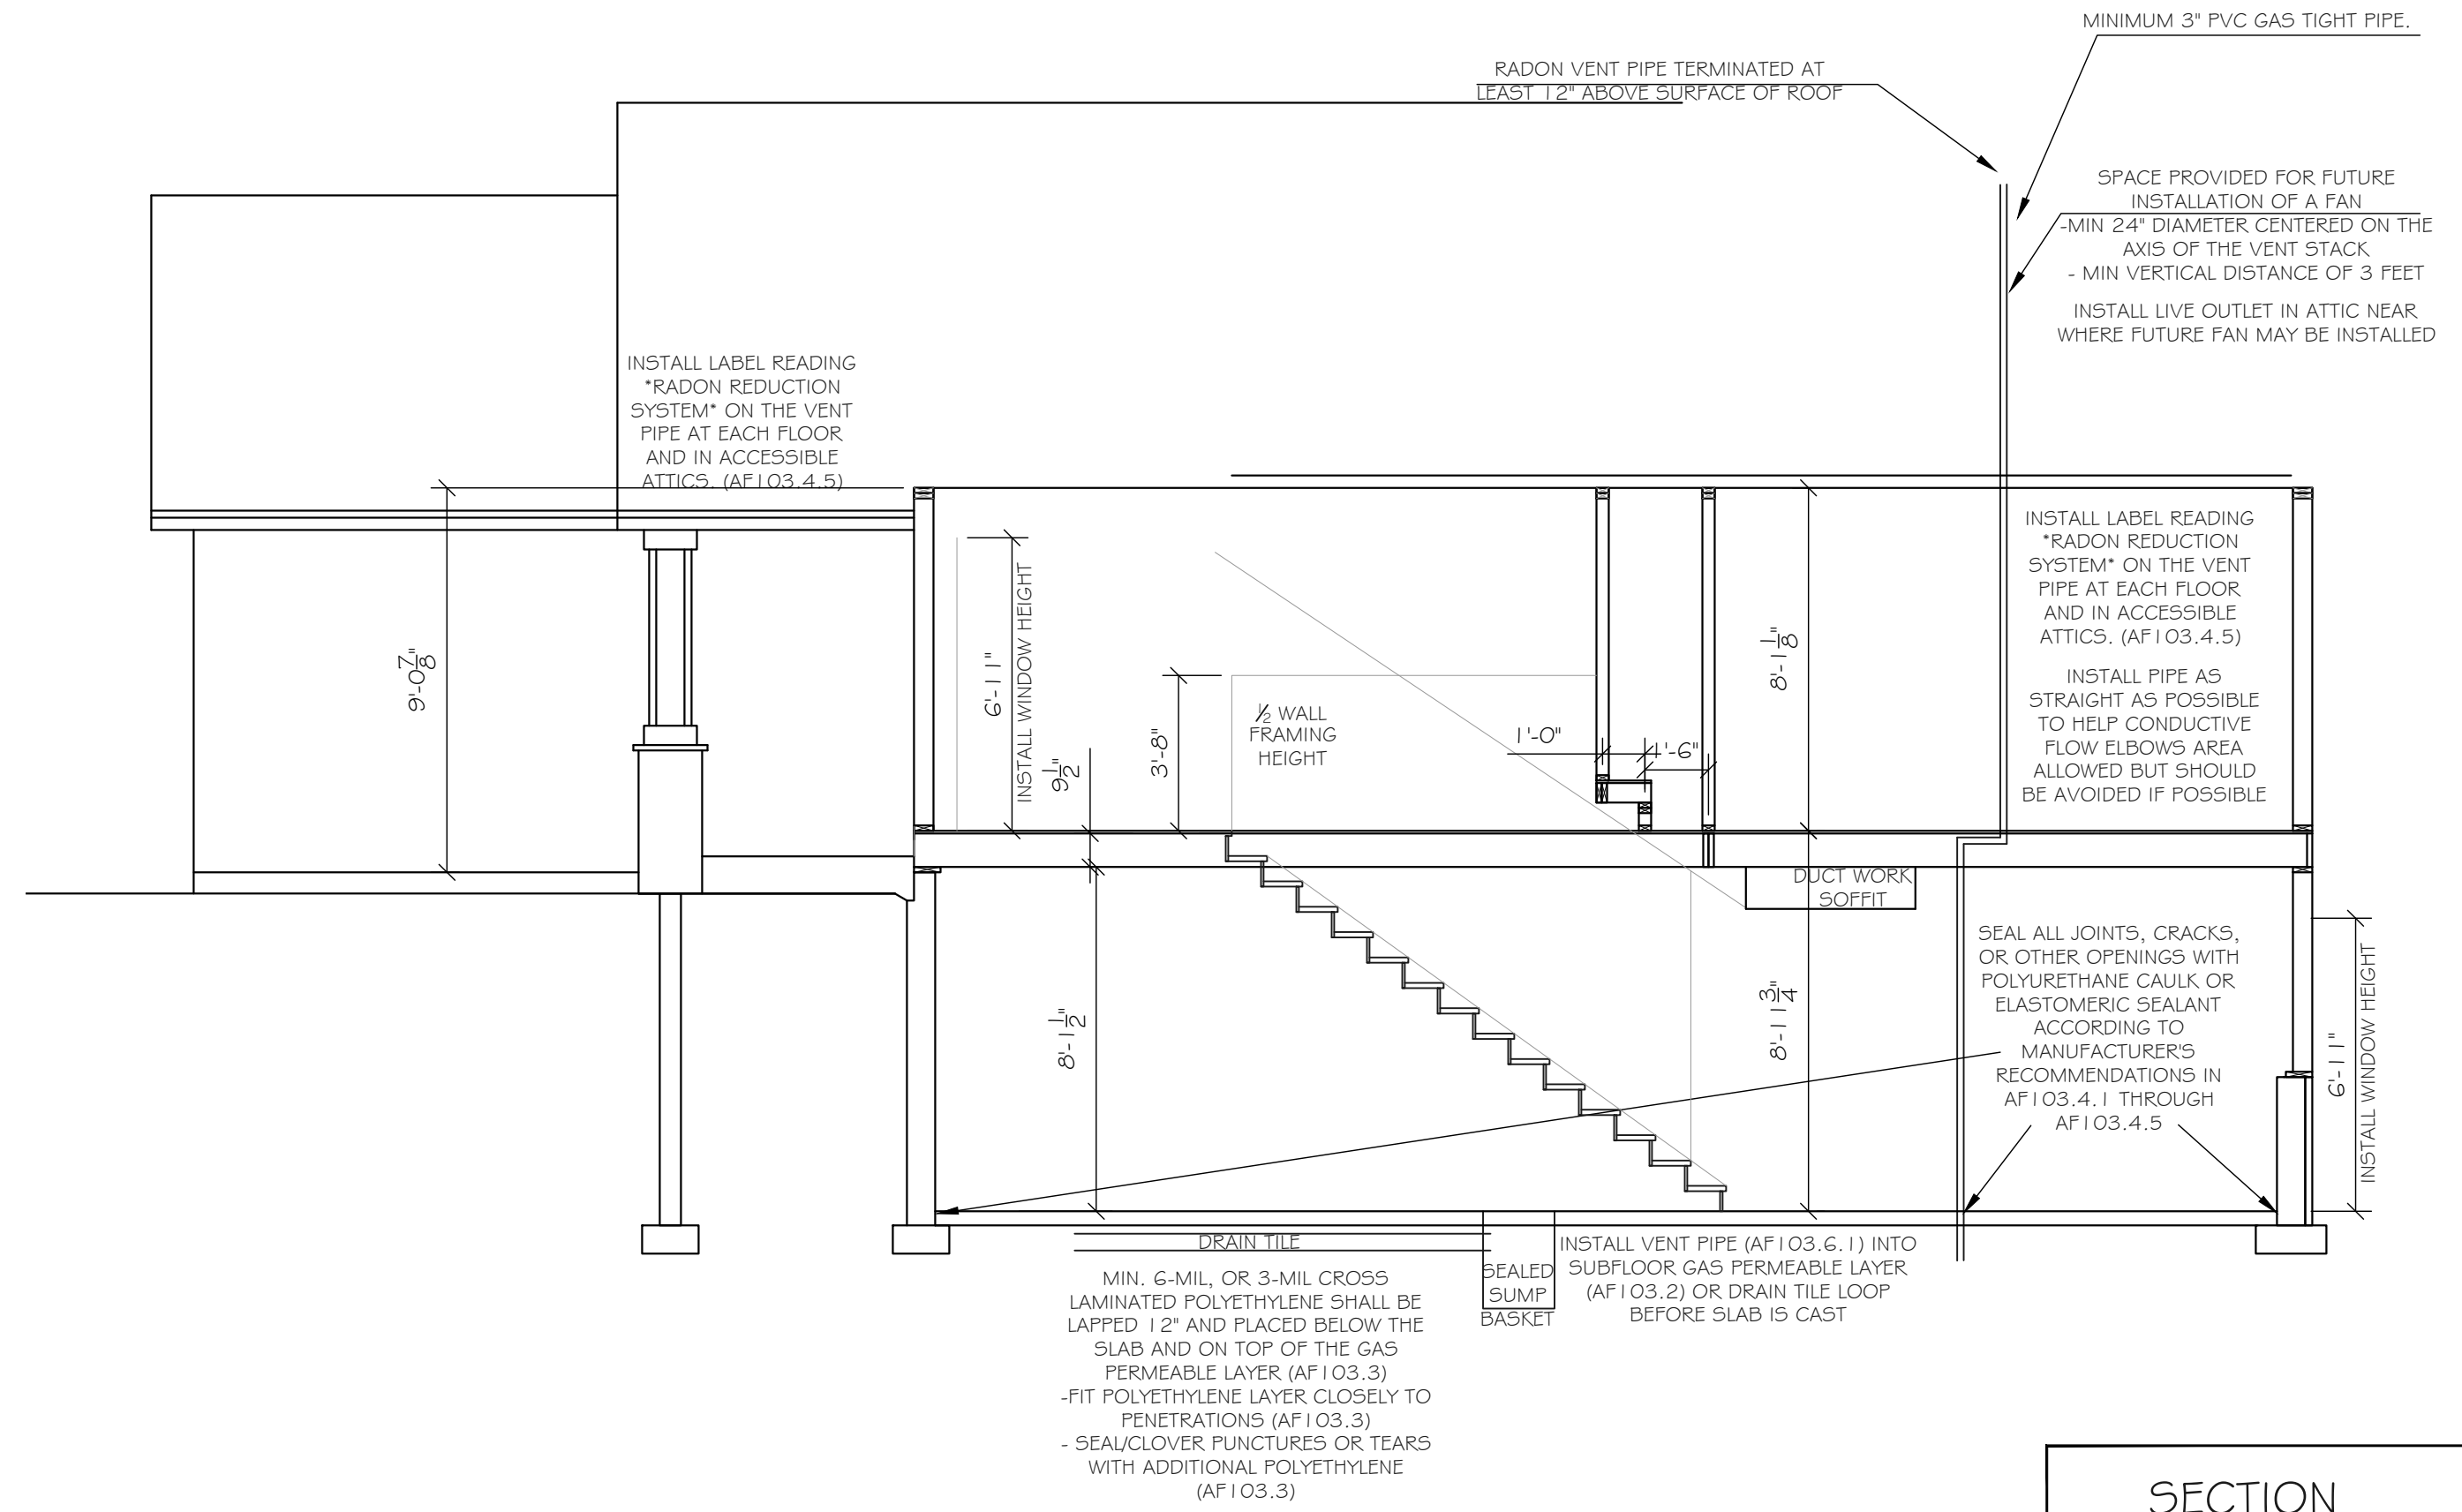 MINIMUM 3" PVC GAS TIGHT PIPE.
RADON VENT PIPE TERMINATED AT
LEAST 12" ABOVE SURFACE OF ROOF
SPACE PROVIDED FOR FUTURE
INSTALLATION OF A FAN
-MIN 24" DIAMETER CENTERED ON THE
AXIS OF THE VENT STACK
- MIN VERTICAL DISTANCE OF 3 FEET
INSTALL LIVE OUTLET IN ATTIC NEAR
WHERE FUTURE FAN MAY BE INSTALLED
INSTALL LABEL READING
*RADON REDUCTION
SYSTEM* ON THE VENT
PIPE AT EACH FLOOR
AND IN ACCESSIBLE
ATTICS. (AF103.4.5)
INSTALL LABEL READING
*RADON REDUCTION
SYSTEM* ON THE VENT
PIPE AT EACH FLOOR
AND IN ACCESSIBLE
ATTICS. (AF103.4.5)
INSTALL PIPE AS
STRAIGHT AS POSSIBLE
TO HELP CONDUCTIVE
FLOW ELBOWS AREA
ALLOWED BUT SHOULD
BE AVOIDED IF POSSIBLE
9'-0 7/8"
6'-11"
INSTALL WINDOW HEIGHT
9 1/2"
3'-8"
1/2 WALL
FRAMING
HEIGHT
1'-0"
1'-6"
8'-1 1/8"
DUCT WORK
SOFFIT
8'-1 1/2"
8'-11 3/4"
SEAL ALL JOINTS, CRACKS,
OR OTHER OPENINGS WITH
POLYURETHANE CAULK OR
ELASTOMERIC SEALANT
ACCORDING TO
MANUFACTURER'S
RECOMMENDATIONS IN
AF103.4.1 THROUGH
AF103.4.5
6'-11"
INSTALL WINDOW HEIGHT
DRAIN TILE
MIN. 6-MIL, OR 3-MIL CROSS
LAMINATED POLYETHYLENE SHALL BE
LAPPED 12" AND PLACED BELOW THE
SLAB AND ON TOP OF THE GAS
PERMEABLE LAYER (AF103.3)
-FIT POLYETHYLENE LAYER CLOSELY TO
PENETRATIONS (AF103.3)
- SEAL/CLOVER PUNCTURES OR TEARS
WITH ADDITIONAL POLYETHYLENE
(AF103.3)
SEALED
SUMP
BASKET
INSTALL VENT PIPE (AF103.6.1) INTO
SUBFLOOR GAS PERMEABLE LAYER
(AF103.2) OR DRAIN TILE LOOP
BEFORE SLAB IS CAST
SECTION